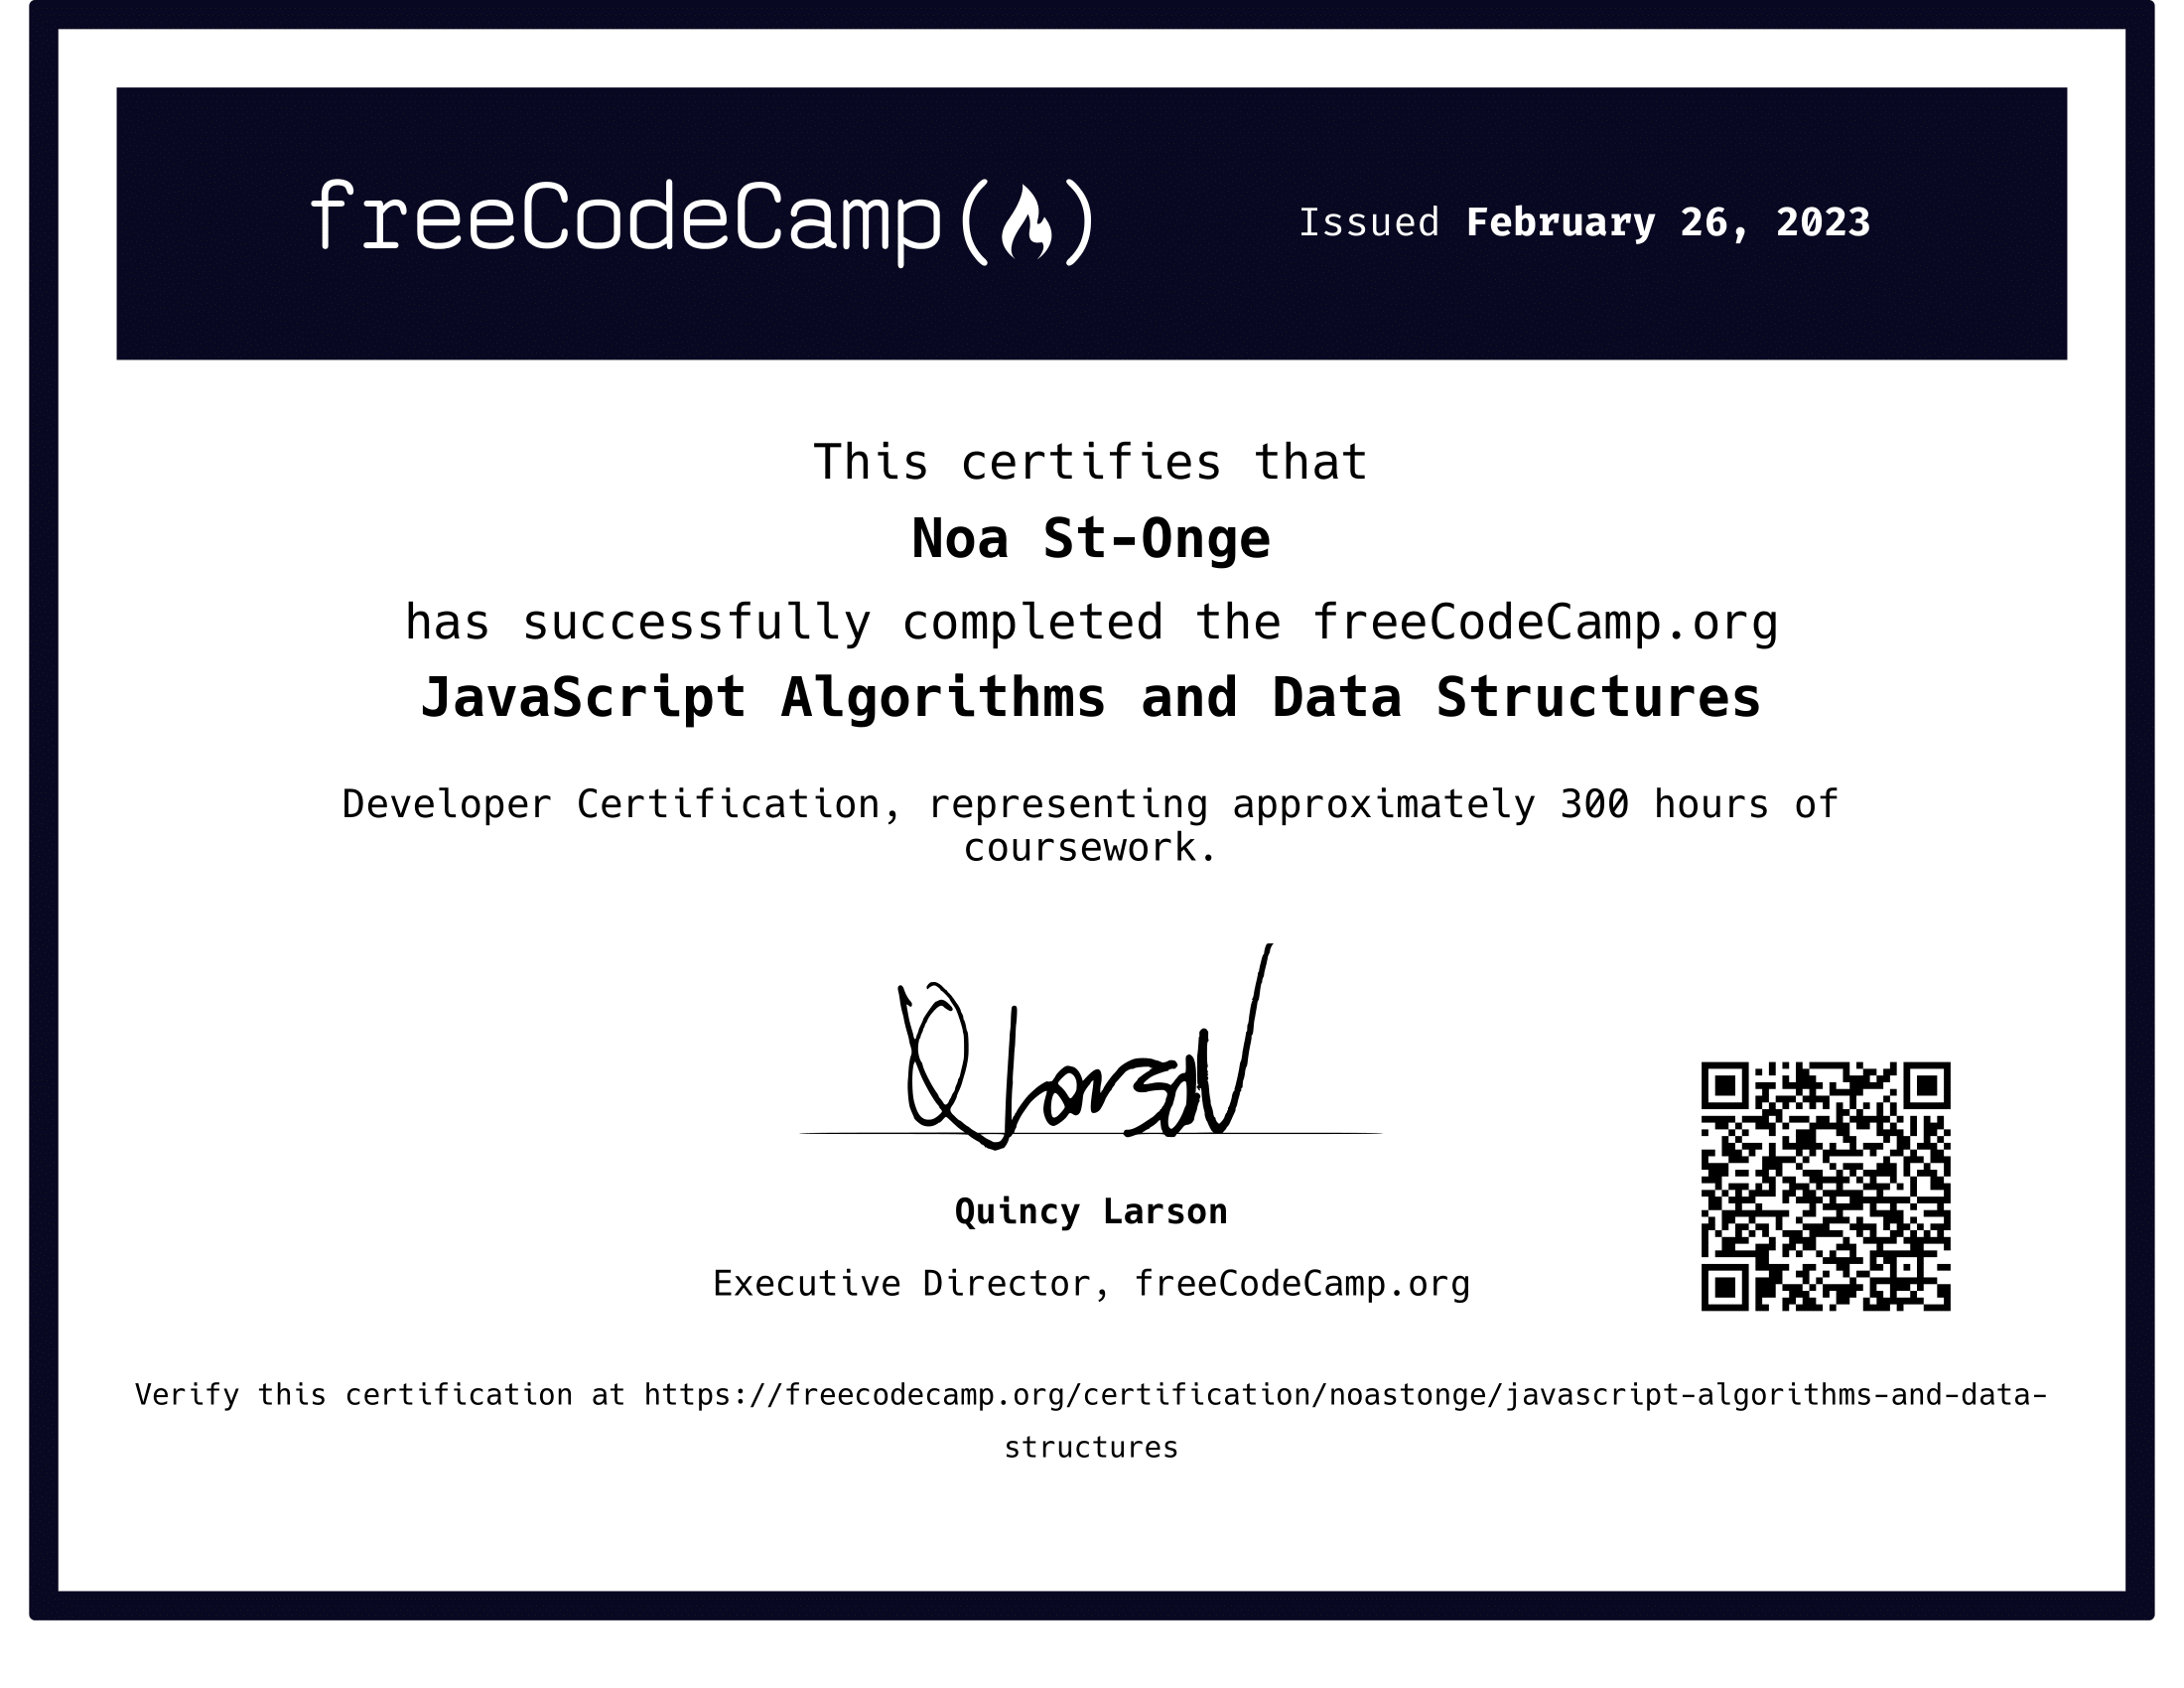 freeCodeCamp
Issued February 26, 2023
This certifies that
Noa St-Onge
has successfully completed the freeCodeCamp.org
JavaScript Algorithms and Data Structures
Developer Certification, representing approximately 300 hours of
coursework.
Quincy Larson
Executive Director, freeCodeCamp.org
Verify this certification at https://freecodecamp.org/certification/noastonge/javascript-algorithms-and-data-
structures